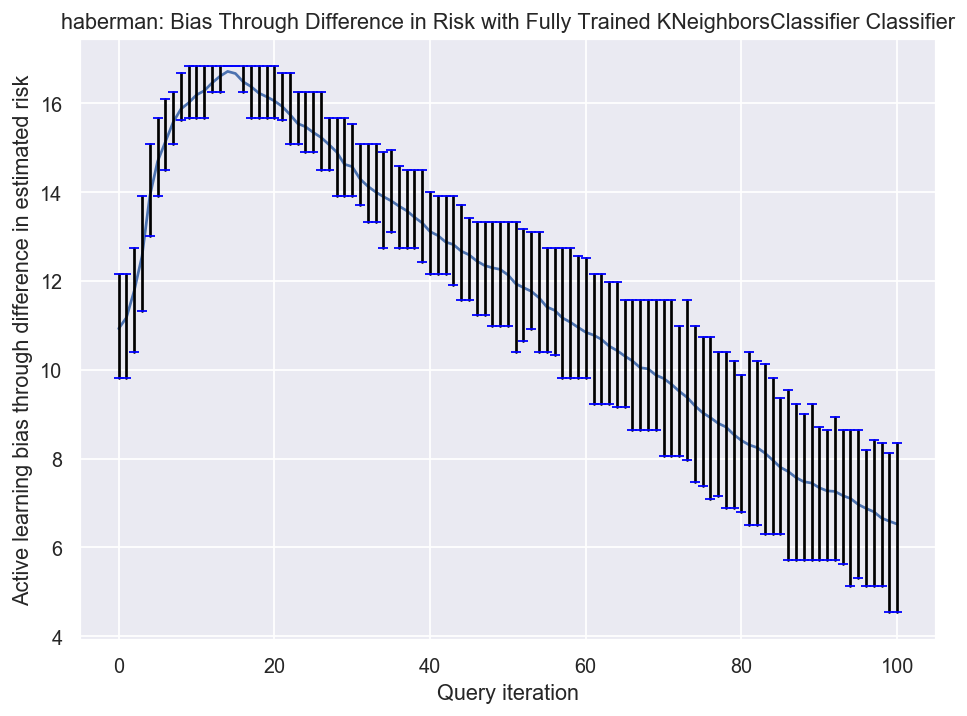 haberman: Bias Through Difference in Risk with Fully Trained KNeighborsClassifier Classifier
Active learning bias through difference in estimated risk
16
14
12
10
8
6
4
0 20 40 60 80 100
Query iteration